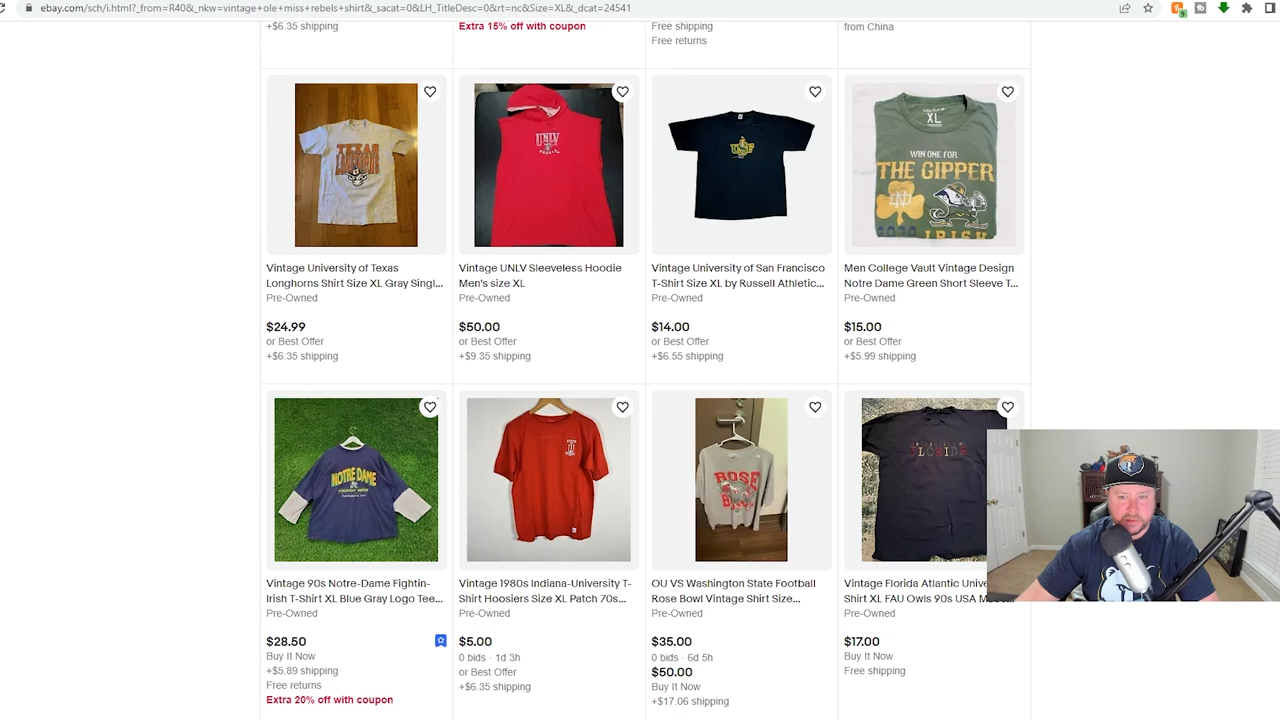 ebay.com/sch/i.html?_from=R40&_nkw=vintage+ole+miss+rebels+shirt&_sacat=0&LH_TitleDesc=0&rt=nc&Size=XL&_dcat=24541
+$6.35 shipping
Extra 15% off with coupon
Free shipping
Free returns
from China
TEXAS
LONGHORNS
UNLV
USF
XL
WIN ONE FOR
THE GIPPER
IRISH
Vintage University of Texas
Longhorns Shirt Size XL Gray Singl...
Pre-Owned
$24.99
or Best Offer
+$6.35 shipping
Vintage UNLV Sleeveless Hoodie
Men's size XL
Pre-Owned
$50.00
or Best Offer
+$9.35 shipping
Vintage University of San Francisco
T-Shirt Size XL by Russell Athletic...
Pre-Owned
$14.00
or Best Offer
+$6.55 shipping
Men College Vault Vintage Design
Notre Dame Green Short Sleeve T...
Pre-Owned
$15.00
or Best Offer
+$5.99 shipping
NOTRE DAME
ROSE
BOWL
FLORIDA
Vintage 90s Notre-Dame Fightin-
Irish T-Shirt XL Blue Gray Logo Tee...
Pre-Owned
$28.50
Buy It Now
+$5.89 shipping
Free returns
Extra 20% off with coupon
Vintage 1980s Indiana-University T-
Shirt Hoosiers Size XL Patch 70s...
Pre-Owned
$5.00
0 bids · 1d 3h
or Best Offer
+$6.35 shipping
OU VS Washington State Football
Rose Bowl Vintage Shirt Size...
Pre-Owned
$35.00
0 bids · 6d 5h
$50.00
Buy It Now
+$17.06 shipping
Vintage Florida Atlantic
Shirt XL FAU Owls 90s USA
Pre-Owned
$17.00
Buy It Now
Free shipping